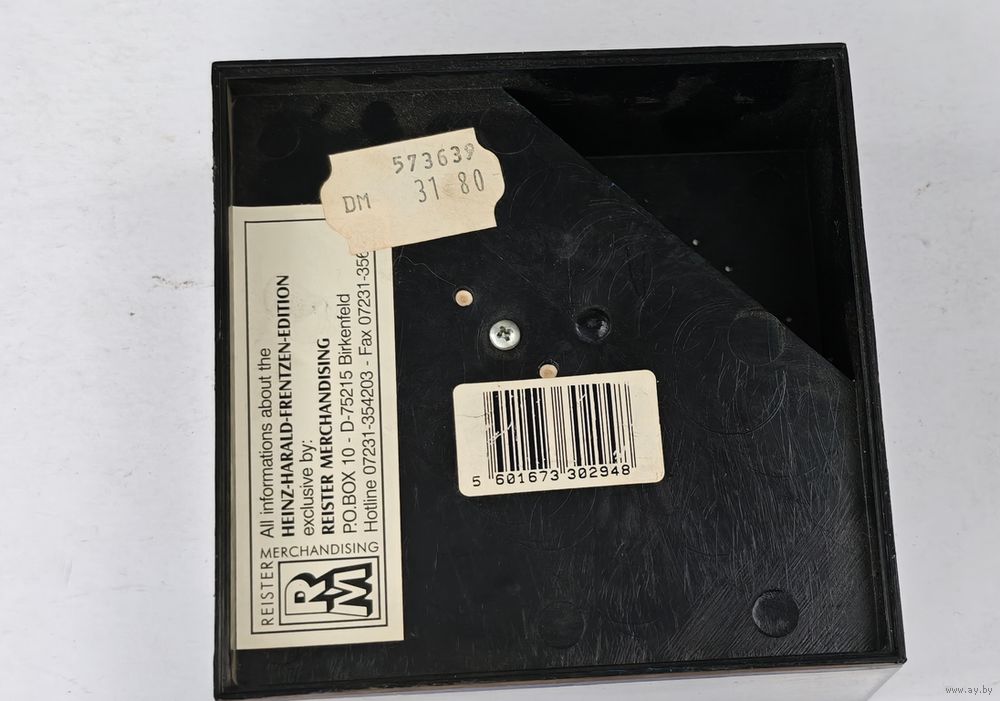 573639
DM 31 80
All informations about the
HEINZ-HARALD-FRENTZEN-EDITION
exclusive by:
REISTER MERCHANDISING
P.O.BOX 10 - D-75215 Birkenfeld
Hotline 07231-354203 - Fax 07231-356
REISTER MERCHANDISING
RM
5 601673 302948
www.ay.by